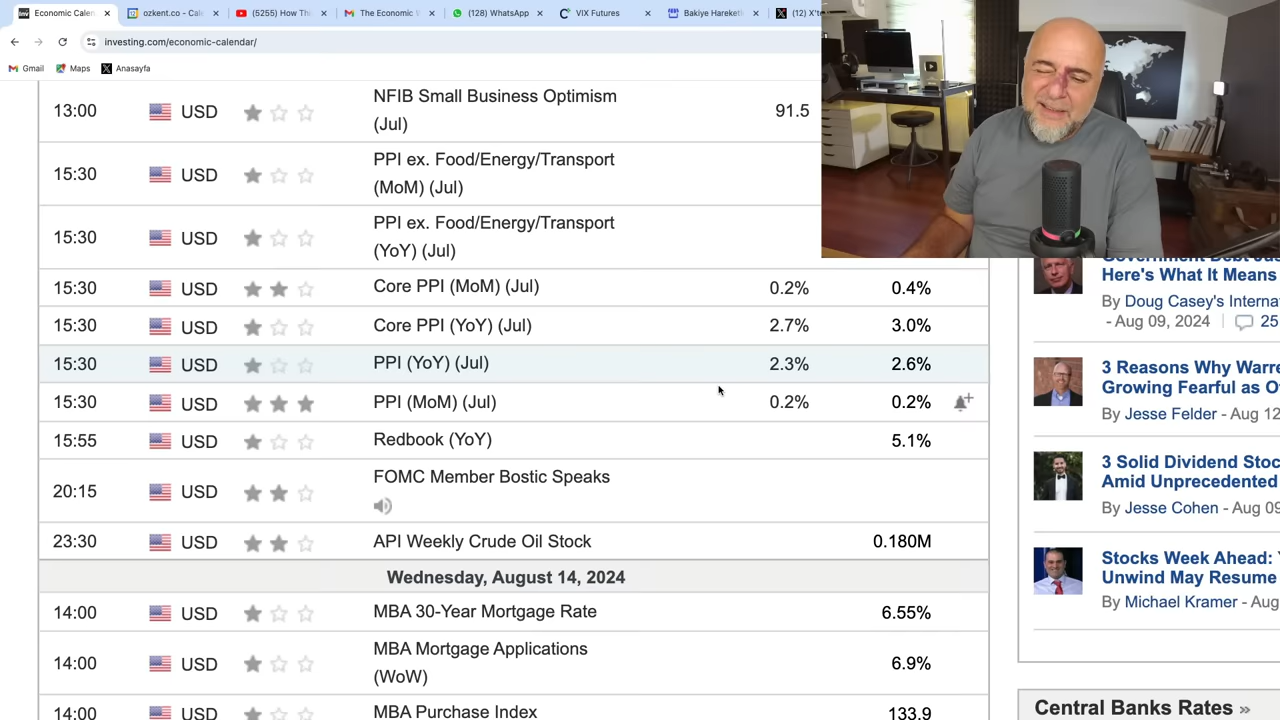 Economic Calen
ozkent.co - Cale
(5255) How Thi
The Economic W
(128) WhatsApp
VIX Futures
Bakiye Hareketle
(12) X'te
investing.com/economic-calendar/
Gmail
Maps
Anasayfa
13:00 USD NFIB Small Business Optimism 91.5
(Jul)
15:30 USD PPI ex. Food/Energy/Transport
(MoM) (Jul)
15:30 USD PPI ex. Food/Energy/Transport
(YoY) (Jul)
15:30 USD Core PPI (MoM) (Jul) 0.2% 0.4%
15:30 USD Core PPI (YoY) (Jul) 2.7% 3.0%
15:30 USD PPI (YoY) (Jul) 2.3% 2.6%
15:30 USD PPI (MoM) (Jul) 0.2% 0.2%
15:55 USD Redbook (YoY) 5.1%
20:15 USD FOMC Member Bostic Speaks
23:30 USD API Weekly Crude Oil Stock 0.180M
Wednesday, August 14, 2024
14:00 USD MBA 30-Year Mortgage Rate 6.55%
14:00 USD MBA Mortgage Applications 6.9%
(WoW)
14:00 USD MBA Purchase Index 133.9
Here's What It Means
By Doug Casey's Interna
- Aug 09, 2024 25
3 Reasons Why Warre
Growing Fearful as O
By Jesse Felder - Aug 12
3 Solid Dividend Stoc
Amid Unprecedented
By Jesse Cohen - Aug 09
Stocks Week Ahead: Y
Unwind May Resume
By Michael Kramer - Aug
Central Banks Rates »